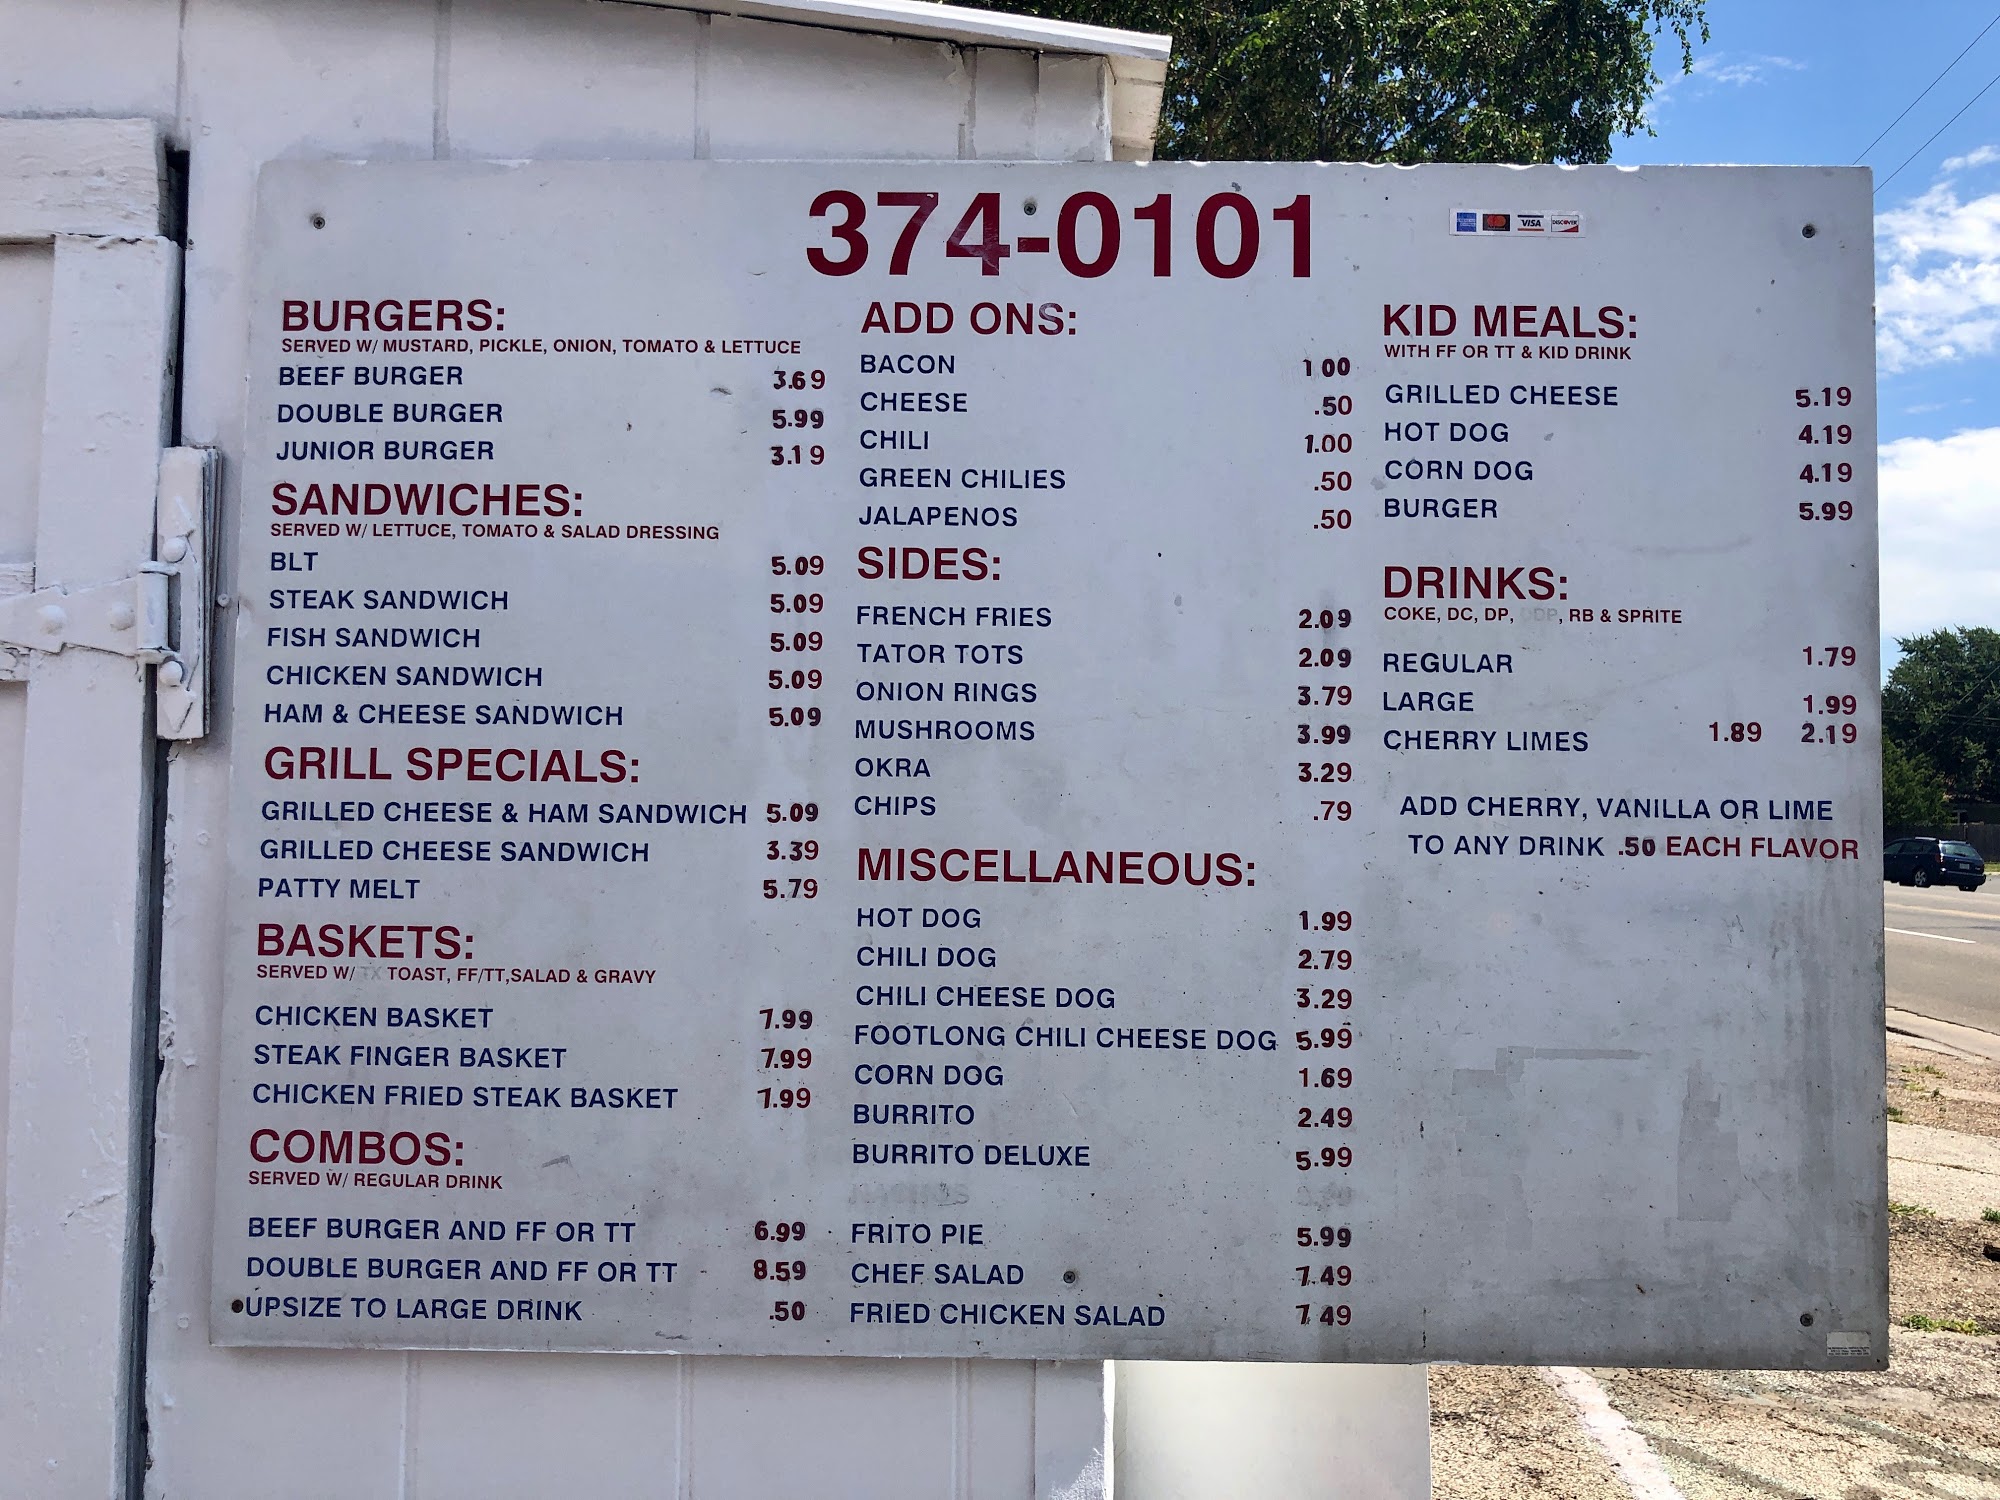 374-0101
VISA
DISCOVER
BURGERS:
SERVED W/ MUSTARD, PICKLE, ONION, TOMATO & LETTUCE
BEEF BURGER 3.69
DOUBLE BURGER 5.99
JUNIOR BURGER 3.19
SANDWICHES:
SERVED W/ LETTUCE, TOMATO & SALAD DRESSING
BLT 5.09
STEAK SANDWICH 5.09
FISH SANDWICH 5.09
CHICKEN SANDWICH 5.09
HAM & CHEESE SANDWICH 5.09
GRILL SPECIALS:
GRILLED CHEESE & HAM SANDWICH 5.09
GRILLED CHEESE SANDWICH 3.39
PATTY MELT 5.79
BASKETS:
SERVED W/ TX TOAST, FF/TT,SALAD & GRAVY
CHICKEN BASKET 7.99
STEAK FINGER BASKET 7.99
CHICKEN FRIED STEAK BASKET 7.99
COMBOS:
SERVED W/ REGULAR DRINK
BEEF BURGER AND FF OR TT 6.99
DOUBLE BURGER AND FF OR TT 8.59
UPSIZE TO LARGE DRINK .50
ADD ONS:
BACON 1 00
CHEESE .50
CHILI 1.00
GREEN CHILIES .50
JALAPENOS .50
SIDES:
FRENCH FRIES 2.09
TATOR TOTS 2.09
ONION RINGS 3.79
MUSHROOMS 3.99
OKRA 3.29
CHIPS .79
MISCELLANEOUS:
HOT DOG 1.99
CHILI DOG 2.79
CHILI CHEESE DOG 3.29
FOOTLONG CHILI CHEESE DOG 5.99
CORN DOG 1.69
BURRITO 2.49
BURRITO DELUXE 5.99
NACHOS
FRITO PIE 5.99
CHEF SALAD 7.49
FRIED CHICKEN SALAD 7 49
KID MEALS:
WITH FF OR TT & KID DRINK
GRILLED CHEESE 5.19
HOT DOG 4.19
CORN DOG 4.19
BURGER 5.99
DRINKS:
COKE, DC, DP, DDP, RB & SPRITE
REGULAR 1.79
LARGE 1.99
CHERRY LIMES 1.89 2.19
ADD CHERRY, VANILLA OR LIME
TO ANY DRINK .50 EACH FLAVOR